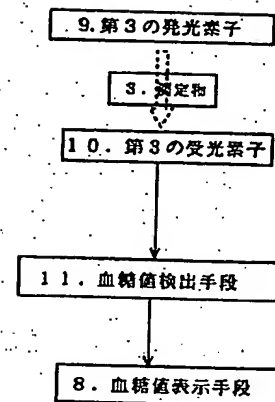 9.第3の発光素子
3.測定物
10.第3の受光素子
11.血糖値検出手段
8.血糖値表示手段